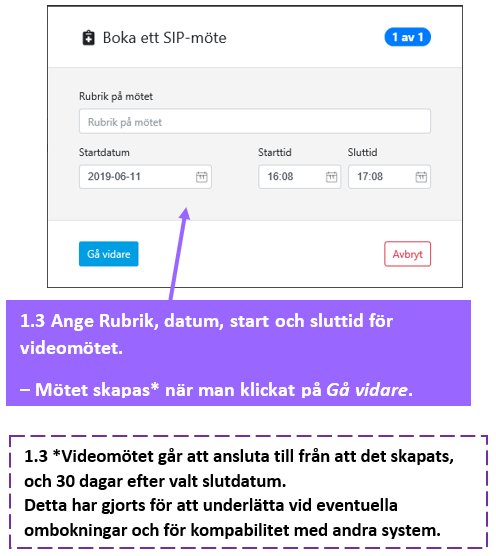 Boka ett SIP-möte
1 av 1
Rubrik på mötet
Rubrik på mötet
Startdatum Starttid Sluttid
2019-06-11 16:08 17:08
Gå vidare Avbryt
1.3 Ange Rubrik, datum, start och sluttid för
videomötet.
– Mötet skapas* när man klickat på Gå vidare.
1.3 *Videomötet går att ansluta till från att det skapats,
och 30 dagar efter valt slutdatum.
Detta har gjorts för att underlätta vid eventuella
ombokningar och för kompabilitet med andra system.